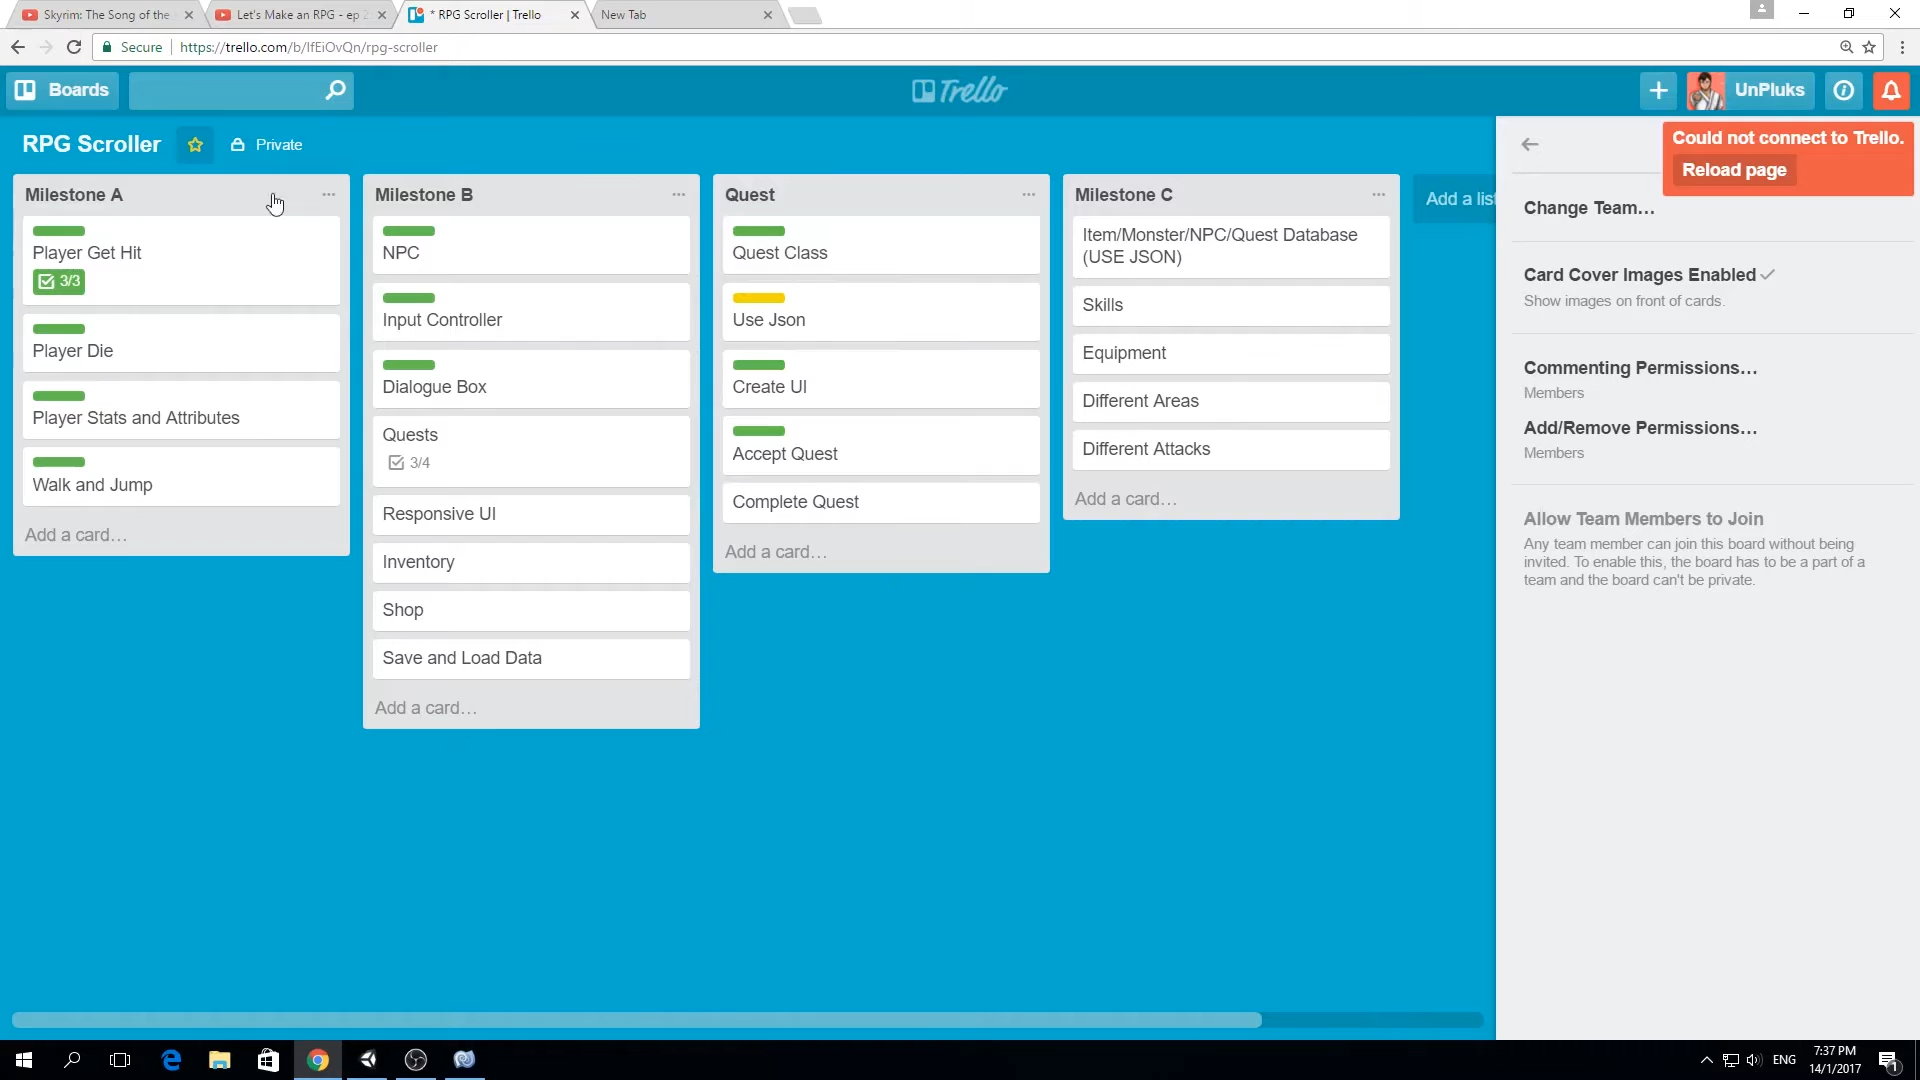 Skyrim: The Song of the
Let's Make an RPG - ep
* RPG Scroller | Trello
New Tab
Secure
https://trello.com/b/IfEiOvQn/rpg-scroller
Boards
Trello
UnPluks
RPG Scroller
Private
Could not connect to Trello.
Reload page
Milestone A
Player Get Hit
3/3
Player Die
Player Stats and Attributes
Walk and Jump
Add a card…
Milestone B
NPC
Input Controller
Dialogue Box
Quests
3/4
Responsive UI
Inventory
Shop
Save and Load Data
Add a card…
Quest
Quest Class
Use Json
Create UI
Accept Quest
Complete Quest
Add a card…
Milestone C
Item/Monster/NPC/Quest Database
(USE JSON)
Skills
Equipment
Different Areas
Different Attacks
Add a card…
Add a list
Change Team…
Card Cover Images Enabled
Show images on front of cards.
Commenting Permissions…
Members
Add/Remove Permissions…
Members
Allow Team Members to Join
Any team member can join this board without being
invited. To enable this, the board has to be a part of a
team and the board can't be private.
ENG
7:37 PM
14/1/2017
1